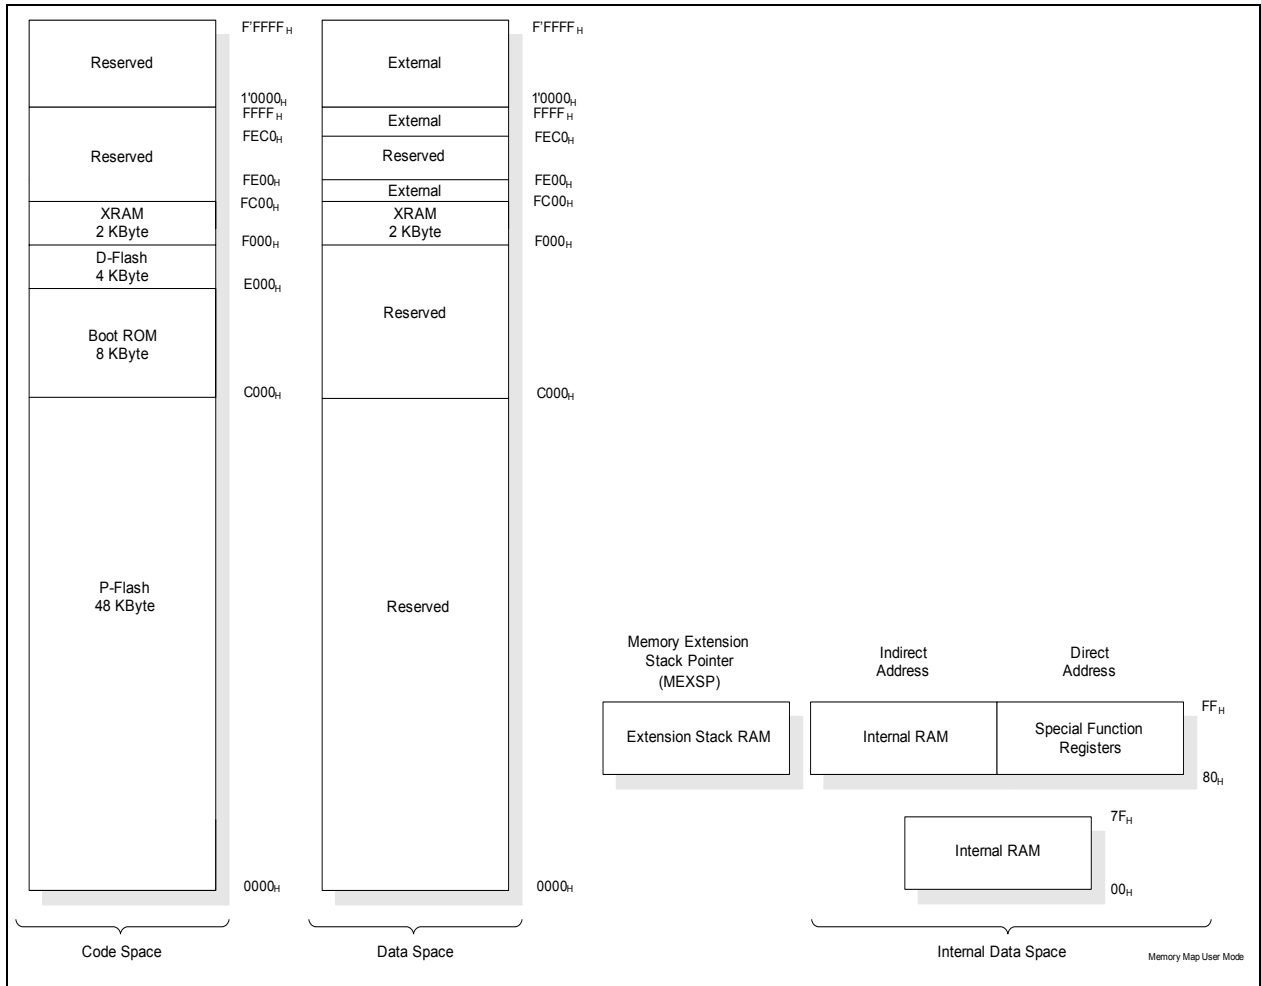 F'FFFFH
Reserved
1'0000H
FFFFH
FEC0H
Reserved
FE00H
FC00H
XRAM
2 KByte
F000H
D-Flash
4 KByte
E000H
Boot ROM
8 KByte
C000H
P-Flash
48 KByte
0000H
Code Space
F'FFFFH
External
1'0000H
FFFFH
External
FEC0H
Reserved
FE00H
External
FC00H
XRAM
2 KByte
F000H
Reserved
C000H
Reserved
0000H
Data Space
Memory Extension
Stack Pointer
(MEXSP)
Extension Stack RAM
Indirect
Address
Direct
Address
Internal RAM
Special Function
Registers
FFH
80H
7FH
Internal RAM
00H
Internal Data Space
Memory Map User Mode